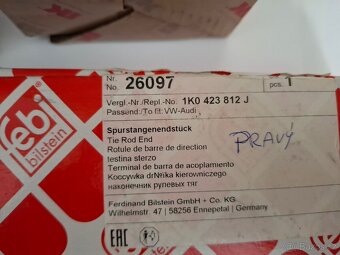 Nr.
No. 26097
pcs. 1
Vergl.-Nr./Repl.-No. 1K0 423 812 J
Passend/To fit: VW-Audi
Spurstangenendstück
Tie Rod End
Rotule de barre de direction
testina sterzo
Terminal de barra de acoplamiento
Końcówka drążka kierowniczego
наконечник рулевых тяг
PRAVÝ
Ferdinand Bilstein GmbH + Co. KG.
Wilhelmstr. 47 | 58256 Ennepetal | Germany
febi
bilstein
EAC